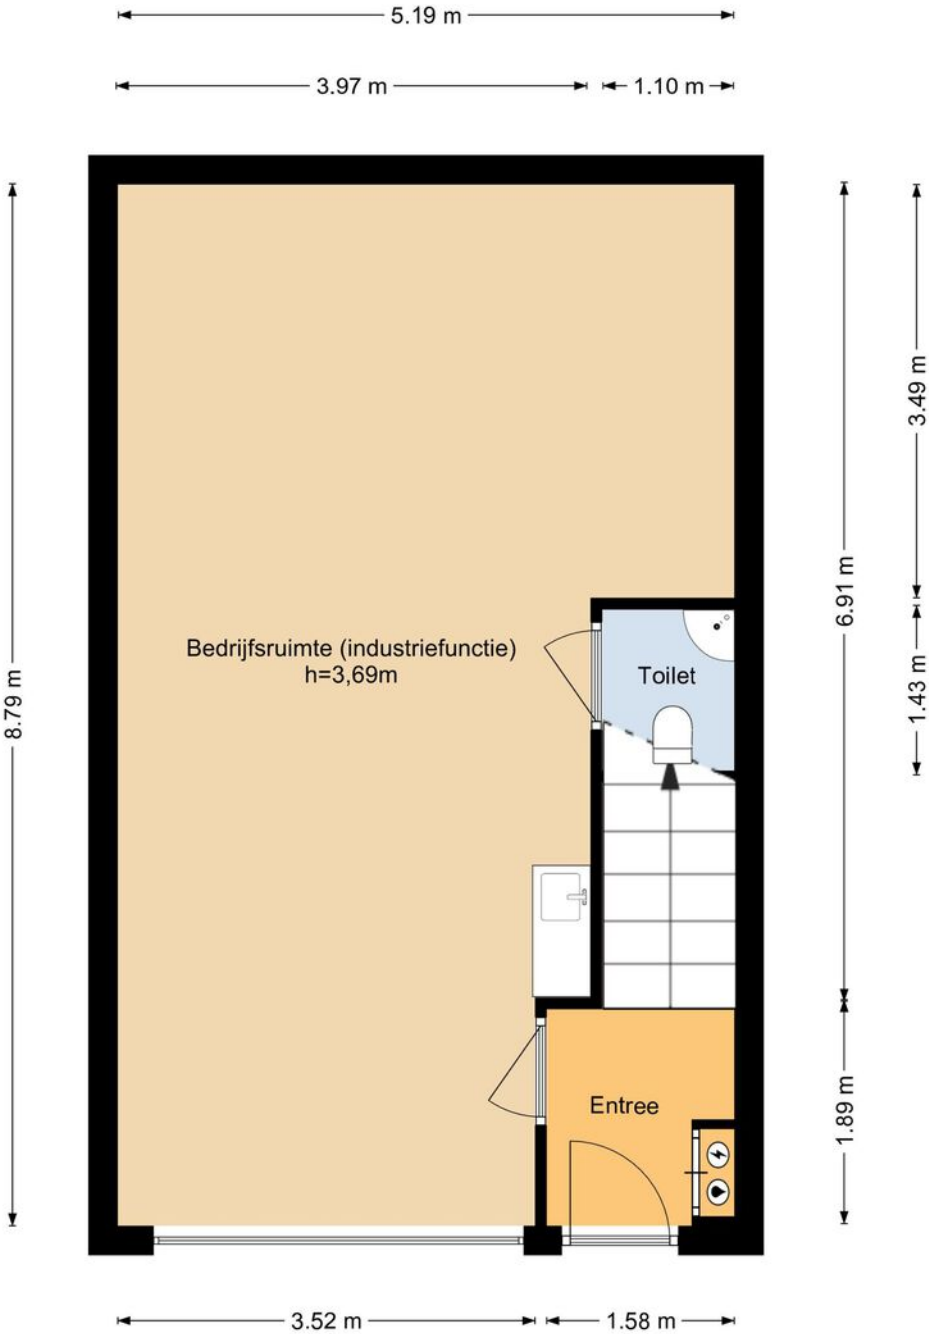 5.19 m
3.97 m
1.10 m
3.49 m
6.91 m
Bedrijfsruimte (industriefunctie)
h=3,69m
Toilet
8.79 m
1.43 m
Entree
1.89 m
3.52 m
1.58 m